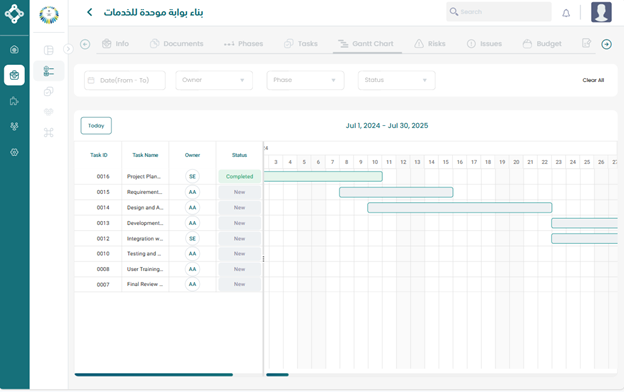 بناء بوابة موحدة للخدمات
Search
Info
Documents
Phases
Tasks
Gantt Chart
Risks
Issues
Budget
Date(From - To)
Owner
Phase
Status
Clear All
Today
Jul 1, 2024 - Jul 30, 2025
Task ID Task Name Owner Status
3 4 5 6 7 8 9 10 11 12 13 14 15 16 17 18 19 20 21 22 23 24 25 26 27
0016 Project Plan... SE Completed
0015 Requirement... AA New
0014 Design and A... AA New
0013 Development... AA New
0012 Integration w... SE New
0010 Testing and ... AA New
0008 User Training... AA New
0007 Final Review ... AA New